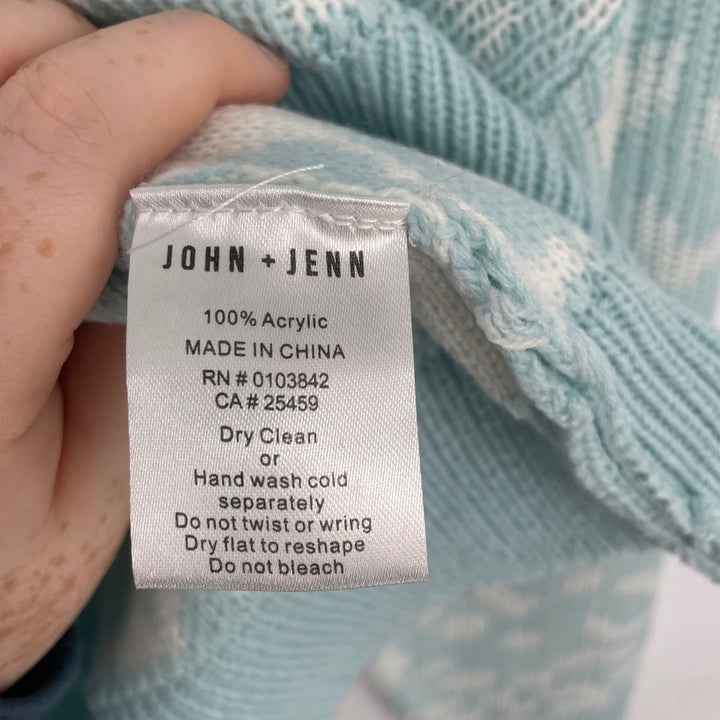 JOHN + JENN
100% Acrylic
MADE IN CHINA
RN # 0103842
CA # 25459
Dry Clean
or
Hand wash cold
separately
Do not twist or wring
Dry flat to reshape
Do not bleach